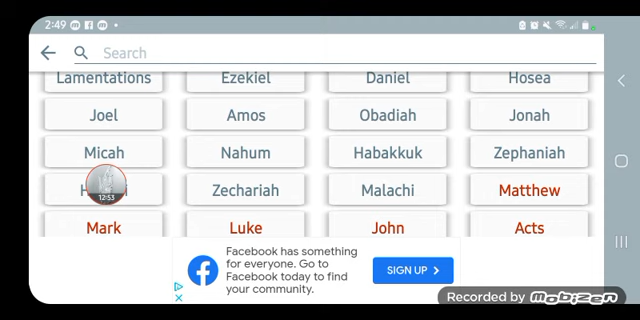 2:49
Search
Lamentations Ezekiel Daniel Hosea
Joel Amos Obadiah Jonah
Micah Nahum Habakkuk Zephaniah
12:53 Zechariah Malachi Matthew
Mark Luke John Acts
Facebook has something
for everyone. Go to
Facebook today to find
your community.
SIGN UP
Recorded by Mobizen